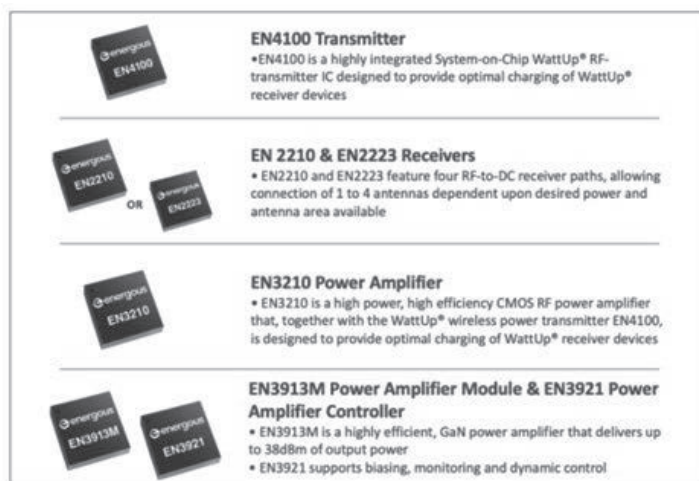 energous
EN4100
EN4100 Transmitter
•EN4100 is a highly integrated System-on-Chip WattUp® RF-
transmitter IC designed to provide optimal charging of WattUp®
receiver devices
energous
EN2210
OR
energous
EN2223
EN 2210 & EN2223 Receivers
• EN2210 and EN2223 feature four RF-to-DC receiver paths, allowing
connection of 1 to 4 antennas dependent upon desired power and
antenna area available
energous
EN3210
EN3210 Power Amplifier
• EN3210 is a high power, high efficiency CMOS RF power amplifier
that, together with the WattUp® wireless power transmitter EN4100,
is designed to provide optimal charging of WattUp® receiver devices
energous
EN3913M
energous
EN3921
EN3913M Power Amplifier Module & EN3921 Power
Amplifier Controller
• EN3913M is a highly efficient, GaN power amplifier that delivers up
to 38dBm of output power
• EN3921 supports biasing, monitoring and dynamic control